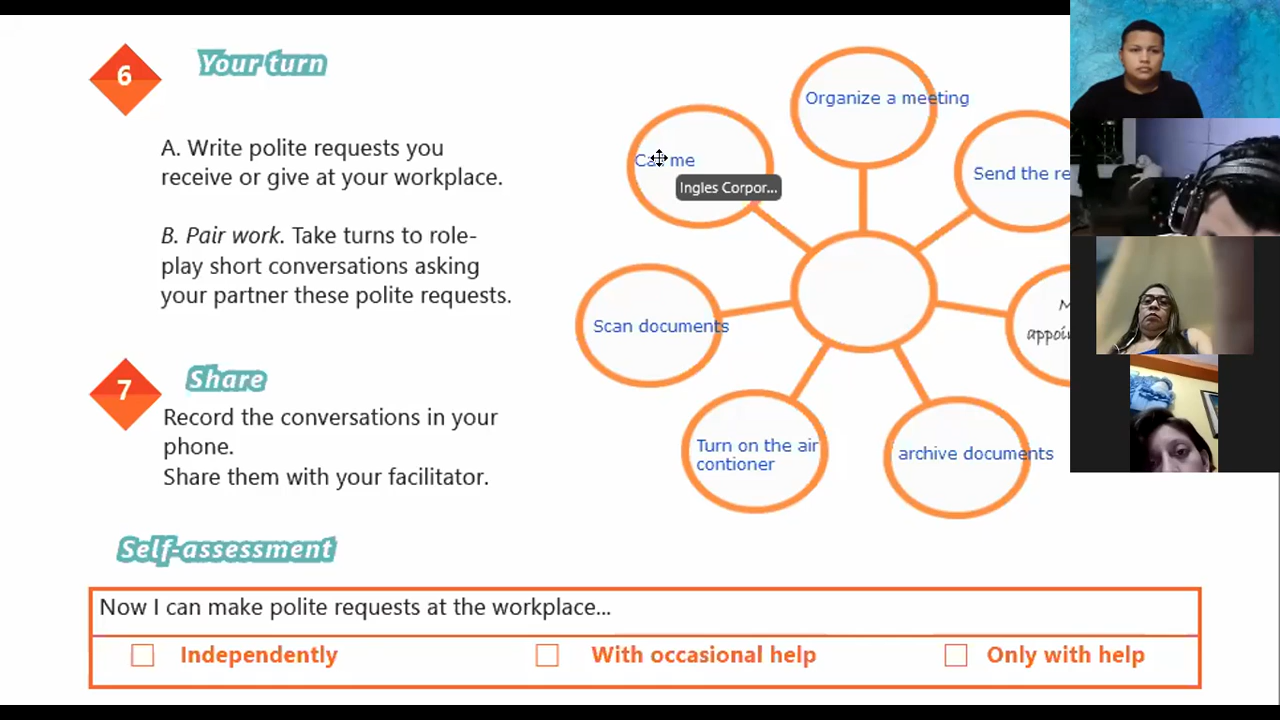 6
Your turn
A. Write polite requests you
receive or give at your workplace.
B. Pair work. Take turns to role-
play short conversations asking
your partner these polite requests.
7
Share
Record the conversations in your
phone.
Share them with your facilitator.
Organize a meeting
me
Ingles Corpor...
Send the re
Scan documents
Turn on the air
contioner
archive documents
Self-assessment
Now I can make polite requests at the workplace...
Independently
With occasional help
Only with help